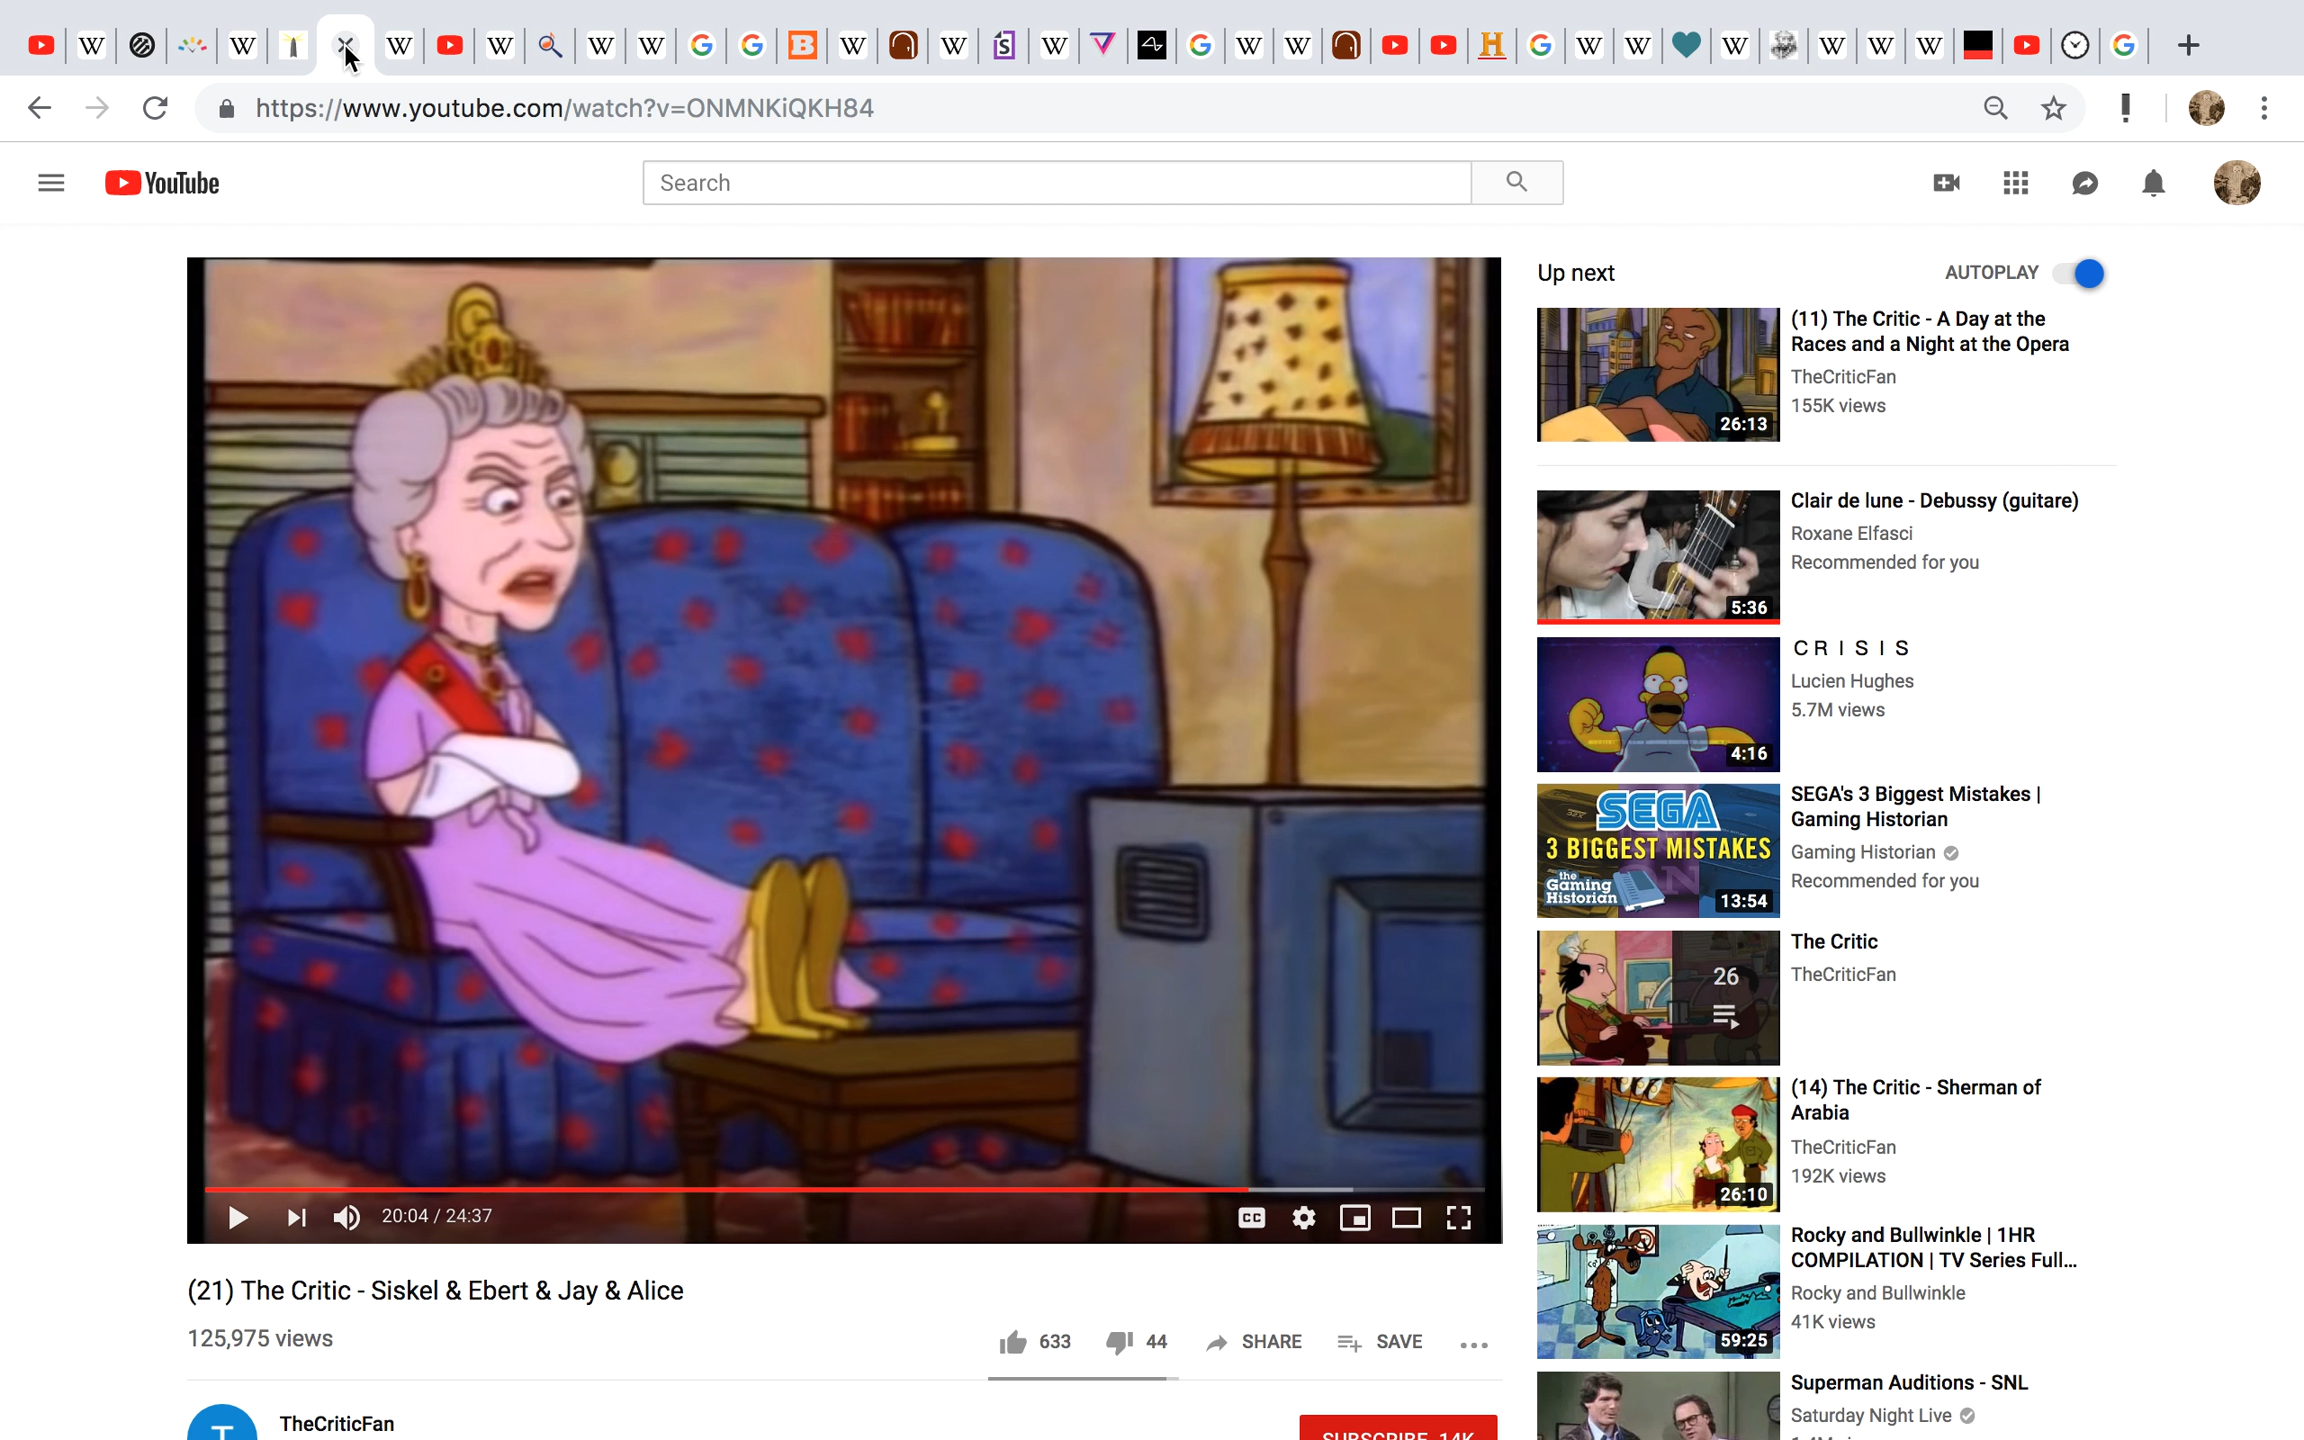 https://www.youtube.com/watch?v=ONMNKiQKH84
YouTube
Search
Up next
AUTOPLAY
(11) The Critic - A Day at the
Races and a Night at the Opera
TheCriticFan
155K views
26:13
Clair de lune - Debussy (guitare)
Roxane Elfasci
Recommended for you
5:36
C R I S I S
Lucien Hughes
5.7M views
4:16
SEGA's 3 Biggest Mistakes |
Gaming Historian
Gaming Historian
Recommended for you
SEGA
3 BIGGEST MISTAKES
the
Gaming
Historian
13:54
The Critic
TheCriticFan
26
(14) The Critic - Sherman of
Arabia
TheCriticFan
192K views
26:10
Rocky and Bullwinkle | 1HR
COMPILATION | TV Series Full...
Rocky and Bullwinkle
41K views
59:25
Superman Auditions - SNL
Saturday Night Live
20:04 / 24:37
CC
(21) The Critic - Siskel & Ebert & Jay & Alice
125,975 views
633
44
SHARE
SAVE
T
TheCriticFan
SUBSCRIBE 14K